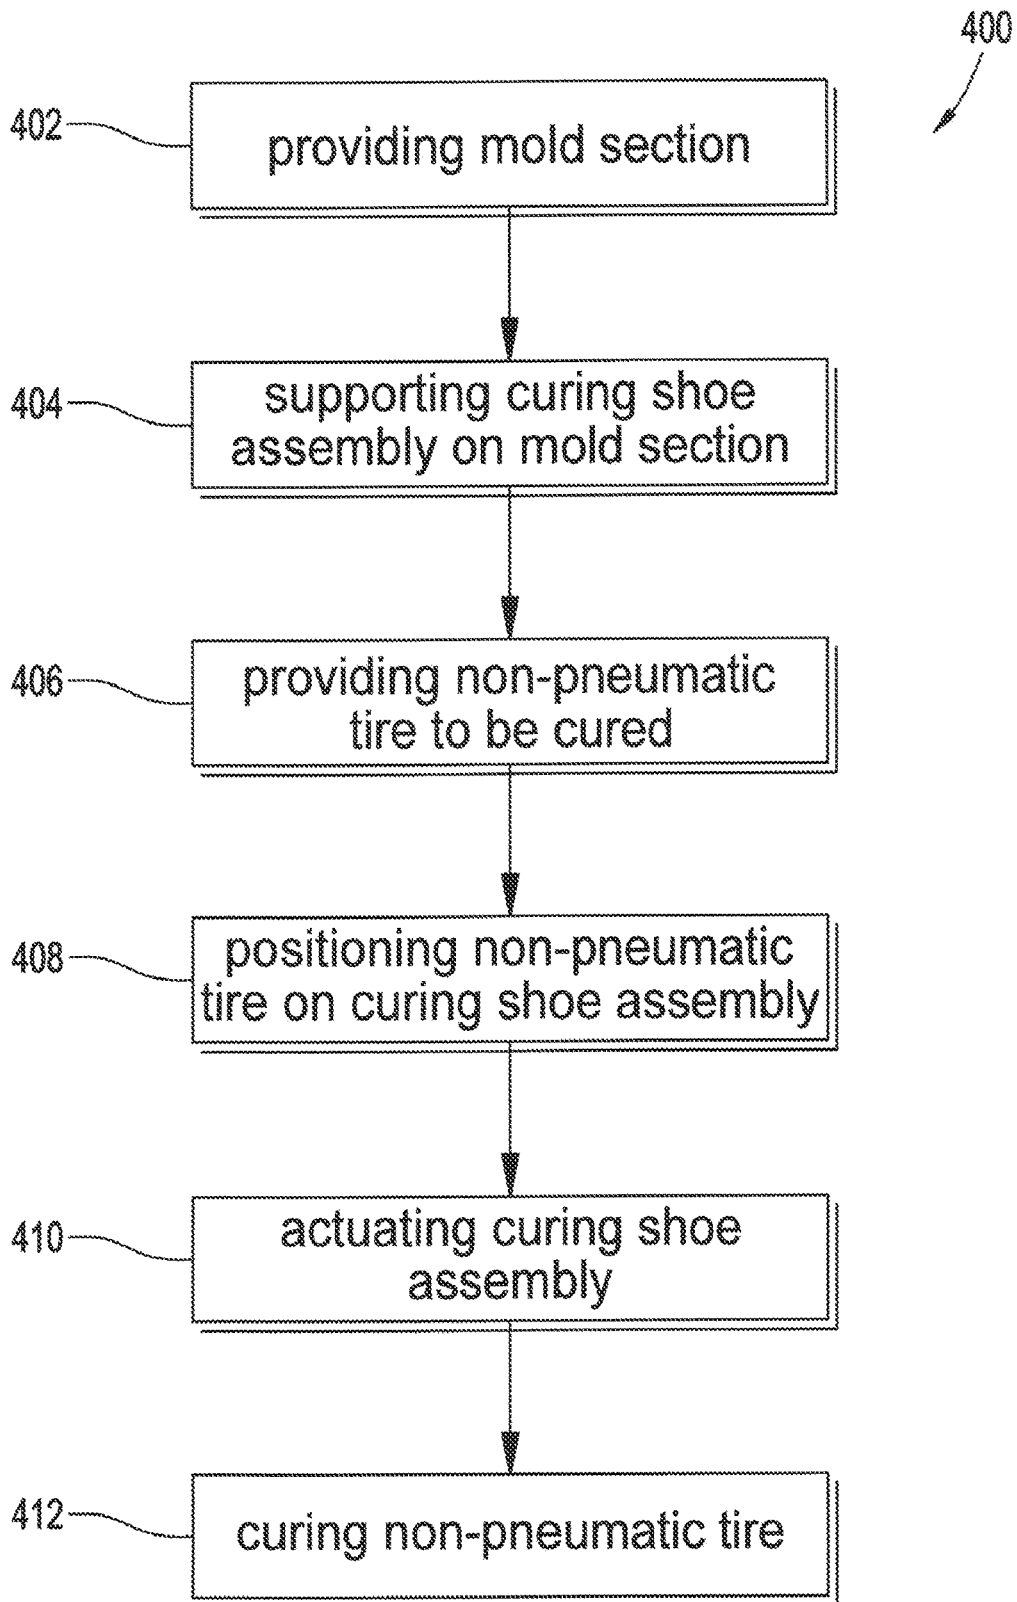 400
402
providing mold section
404
supporting curing shoe
assembly on mold section
406
providing non-pneumatic
tire to be cured
408
positioning non-pneumatic
tire on curing shoe assembly
410
actuating curing shoe
assembly
412
curing non-pneumatic tire